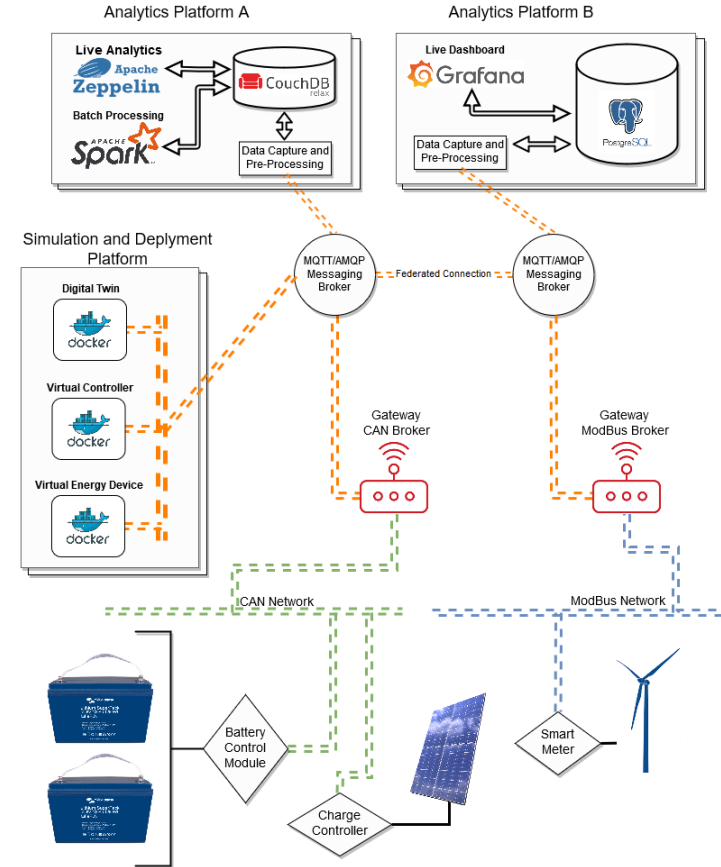 Analytics Platform A
Analytics Platform B
Live Analytics
Apache
Zeppelin
CouchDB
relax
Batch Processing
APACHE
Spark
Data Capture and
Pre-Processing
Live Dashboard
Grafana
PostgreSQL
Data Capture and
Pre-Processing
Simulation and Deplyment
Platform
MQTT/AMQP
Messaging
Broker
Federated Connection
MQTT/AMQP
Messaging
Broker
Digital Twin
docker
Virtual Controller
docker
Virtual Energy Device
docker
Gateway
CAN Broker
Gateway
ModBus Broker
CAN Network
ModBus Network
Battery
Control
Module
Smart
Meter
Charge
Controller